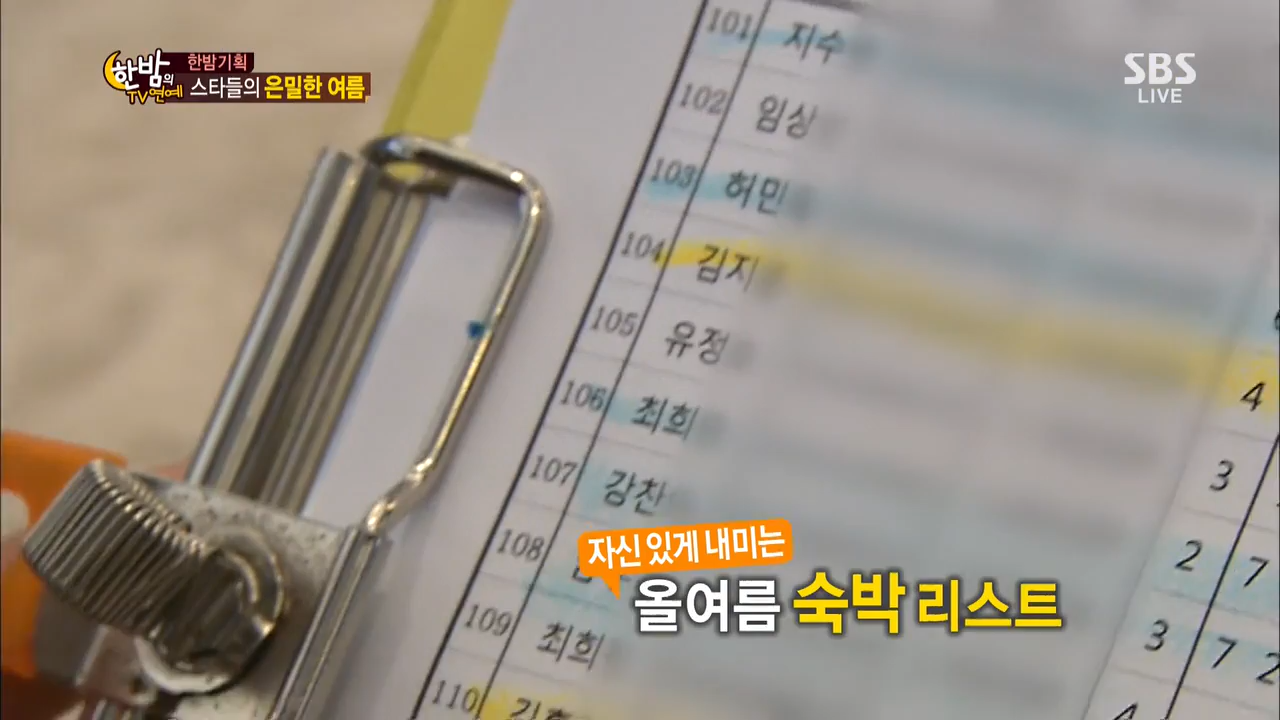 한밤의
TV연예
한밤기획
스타들의 은밀한 여름
SBS
LIVE
101 지수
102 임상
103 허민
104 김지
4
105 유정
106 최희
3
107 강찬
2 7
108
3 7 2
109 최희
4
110
자신 있게 내미는
올여름 숙박 리스트